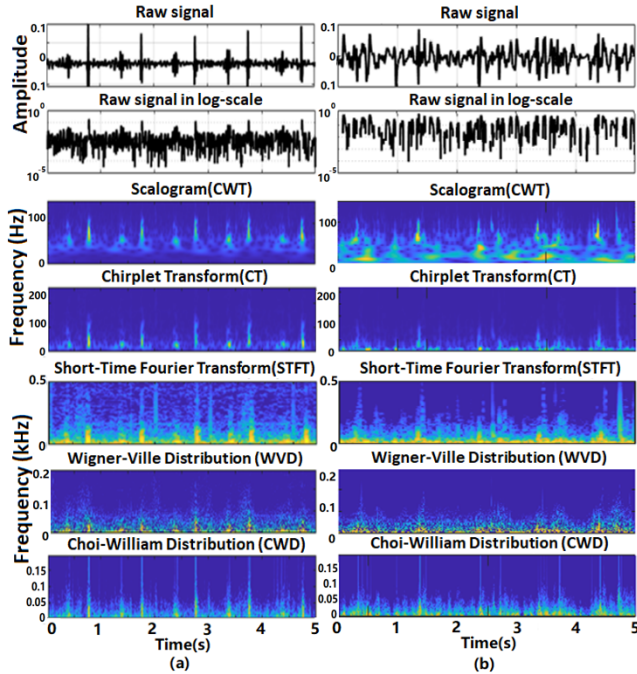 Raw signal
Raw signal
0.1
0
0.1
0.1
0
0.1
Amplitude
Raw signal in log-scale
Raw signal in log-scale
10^0
10^-5
10^0
10^-5
Scalogram(CWT)
Scalogram(CWT)
100
0
100
0
Frequency (Hz)
Chirplet Transform(CT)
Chirplet Transform(CT)
200
100
0
200
100
0
Short-Time Fourier Transform(STFT)
Short-Time Fourier Transform(STFT)
0.5
0
0.5
0
Frequency (kHz)
Wigner-Ville Distribution (WVD)
Wigner-Ville Distribution (WVD)
0.2
0.1
0
0.2
0.1
0
Choi-William Distribution (CWD)
Choi-William Distribution (CWD)
0.15
0.1
0.05
0
0.15
0.1
0.05
0
0 1 2 3 4 5
0 1 2 3 4 5
Time(s)
Time(s)
(a)
(b)